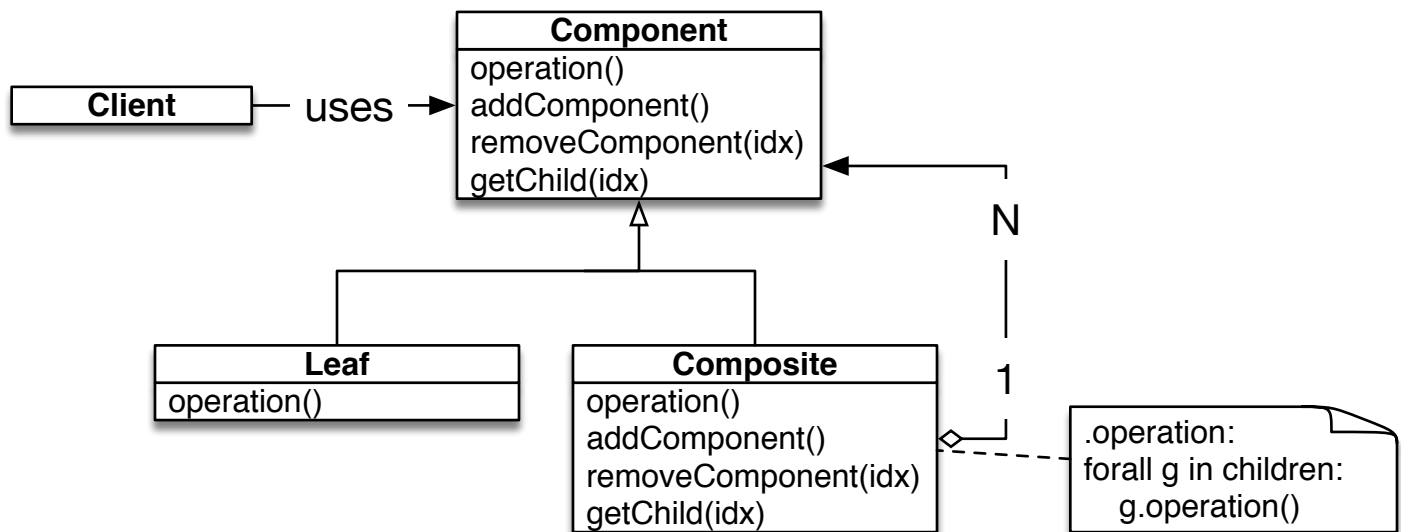 Component
operation()
addComponent()
removeComponent(idx)
getChild(idx)
Client
uses
N
1
Leaf
operation()
Composite
operation()
addComponent()
removeComponent(idx)
getChild(idx)
.operation:
forall g in children:
g.operation()